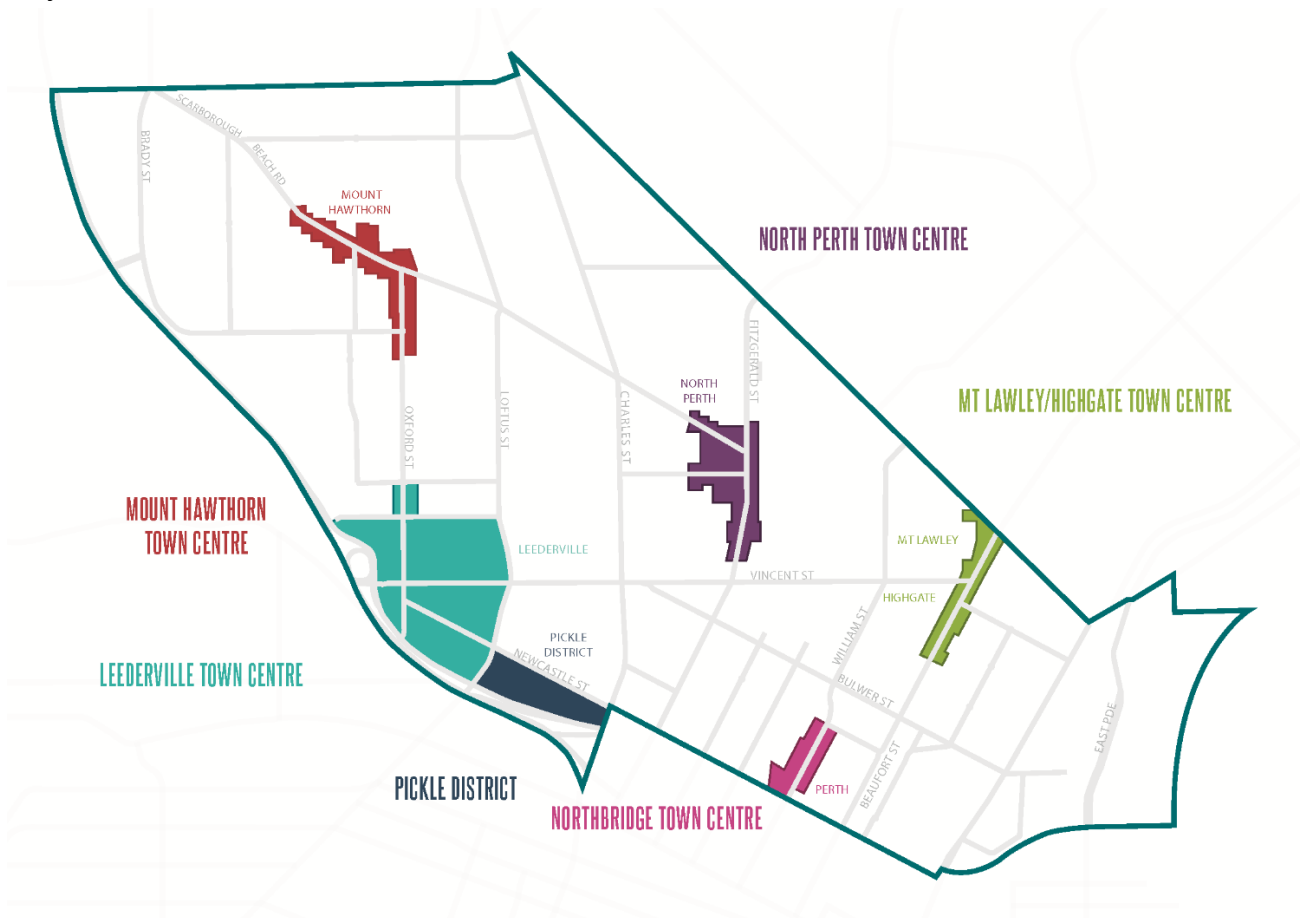 SCARBOROUGH
BEACH RD
BRADY ST
MOUNT
HAWTHORN
NORTH PERTH TOWN CENTRE
FITZGERALD ST
NORTH
PERTH
MT LAWLEY/HIGHGATE TOWN CENTRE
OXFORD ST
LOFTUS ST
CHARLES ST
MOUNT HAWTHORN
TOWN CENTRE
LEEDERVILLE
MT LAWLEY
VINCENT ST
HIGHGATE
WILLIAM ST
PICKLE
DISTRICT
NEWCASTLE ST
LEEDERVILLE TOWN CENTRE
BULWER ST
EAST PDE
BEAUFORT ST
PICKLE DISTRICT
PERTH
NORTHBRIDGE TOWN CENTRE